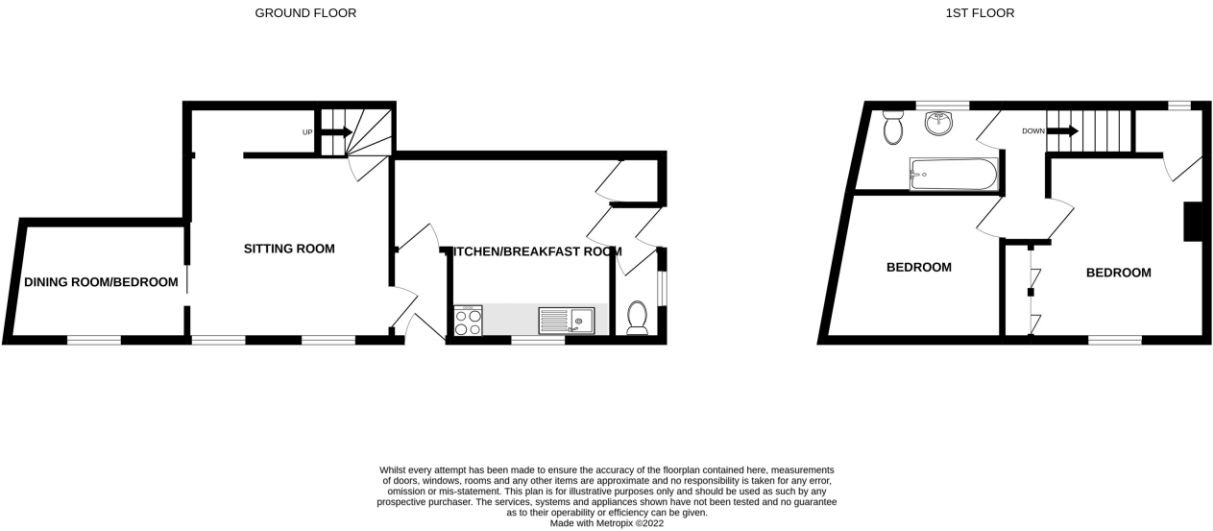 GROUND FLOOR
1ST FLOOR
UP
DOWN
SITTING ROOM
KITCHEN/BREAKFAST ROOM
DINING ROOM/BEDROOM
BEDROOM
BEDROOM
Whilst every attempt has been made to ensure the accuracy of the floorplan contained here, measurements
of doors, windows, rooms and any other items are approximate and no responsibility is taken for any error,
omission or mis-statement. This plan is for illustrative purposes only and should be used as such by any
prospective purchaser. The services, systems and appliances shown have not been tested and no guarantee
as to their operability or efficiency can be given.
Made with Metropix ©2022